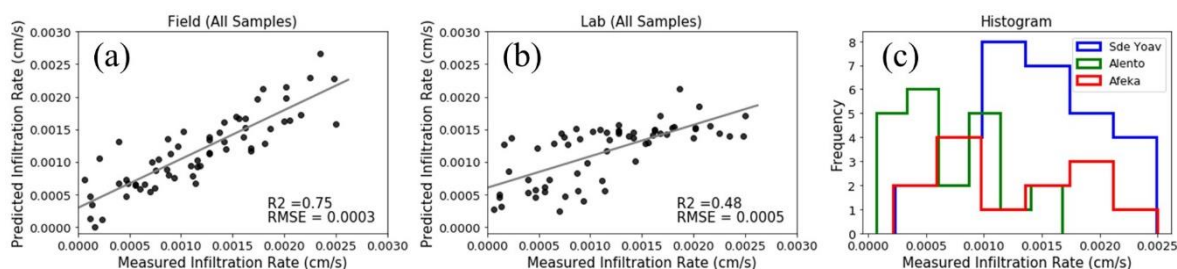 Field (All Samples)
(a)
Predicted Infiltration Rate (cm/s)
0.0030
0.0025
0.0020
0.0015
0.0010
0.0005
0.0000
R2 =0.75
RMSE = 0.0003
0.0000 0.0005 0.0010 0.0015 0.0020 0.0025 0.0030
Measured Infiltration Rate (cm/s)
Lab (All Samples)
(b)
Predicted Infiltration Rate (cm/s)
0.0030
0.0025
0.0020
0.0015
0.0010
0.0005
0.0000
R2 =0.48
RMSE = 0.0005
0.0000 0.0005 0.0010 0.0015 0.0020 0.0025 0.0030
Measured Infiltration Rate (cm/s)
Histogram
(c)
Sde Yoav
Alento
Afeka
Frequency
8
7
6
5
4
3
2
1
0
0.0000 0.0005 0.0010 0.0015 0.0020 0.0025
Measured Infiltration Rate (cm/s)